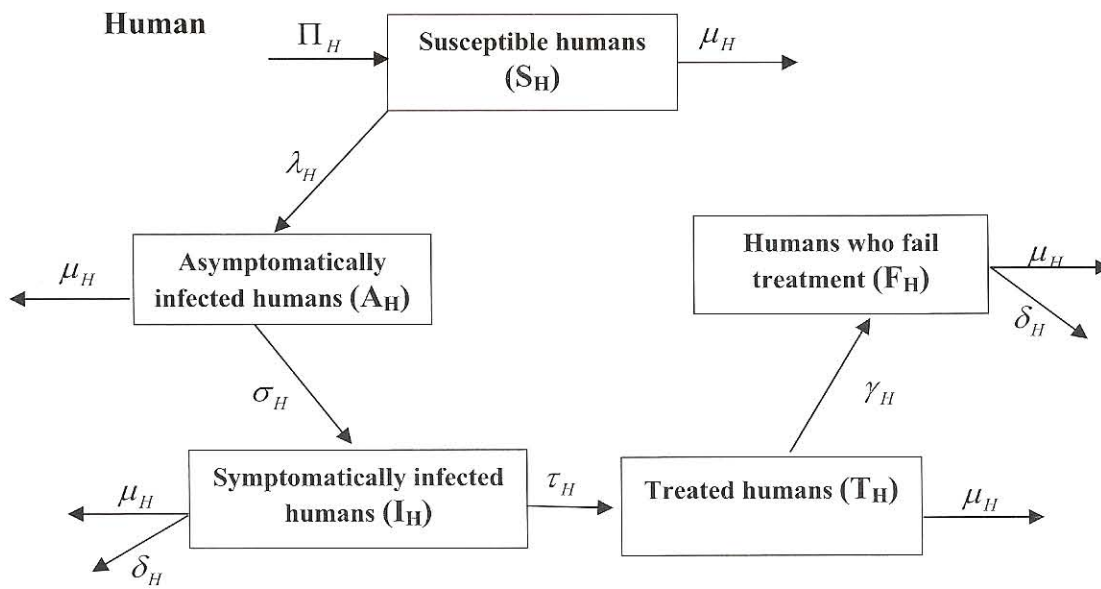 Human
Π_H
Susceptible humans
(S_H)
μ_H
λ_H
Asymptomatically
infected humans (A_H)
μ_H
Humans who fail
treatment (F_H)
μ_H
δ_H
σ_H
γ_H
Symptomatically infected
humans (I_H)
μ_H
δ_H
τ_H
Treated humans (T_H)
μ_H